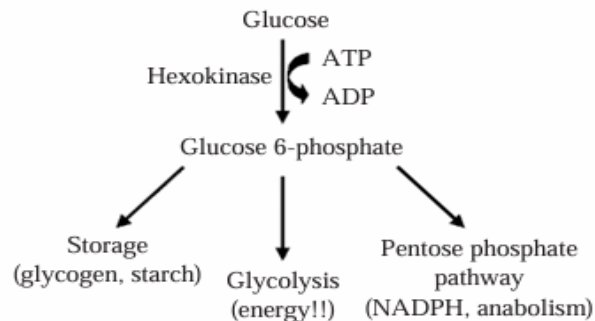 Glucose
Hexokinase
ATP
ADP
Glucose 6-phosphate
Storage
(glycogen, starch)
Glycolysis
(energy!!)
Pentose phosphate
pathway
(NADPH, anabolism)